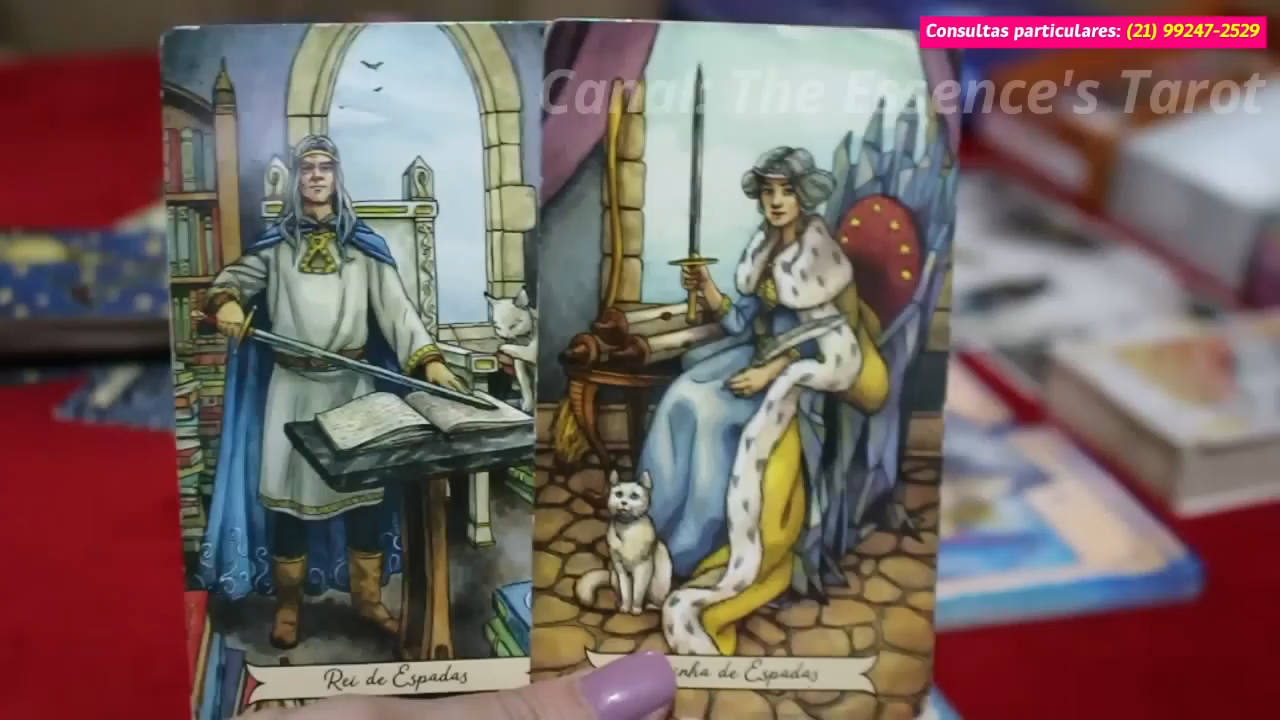 Consultas particulares: (21) 99247-2529
Canal: The Essence's Tarot
Rei de Espadas
nha de Espadas